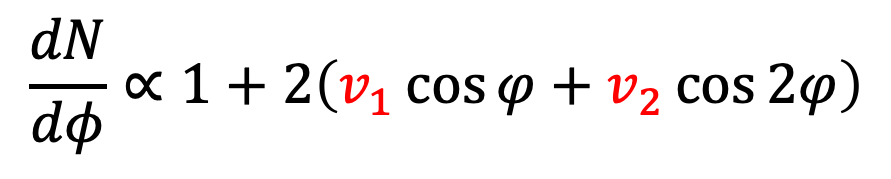 dN/dϕ ∝ 1 + 2(v₁ cos φ + v₂ cos 2φ)